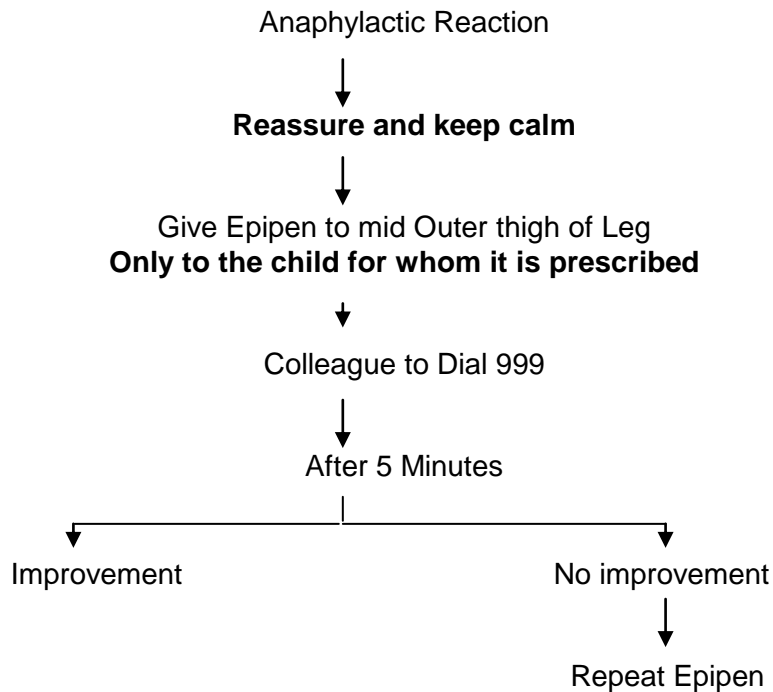 Anaphylactic Reaction
Reassure and keep calm
Give Epipen to mid Outer thigh of Leg
Only to the child for whom it is prescribed
Colleague to Dial 999
After 5 Minutes
Improvement
No improvement
Repeat Epipen